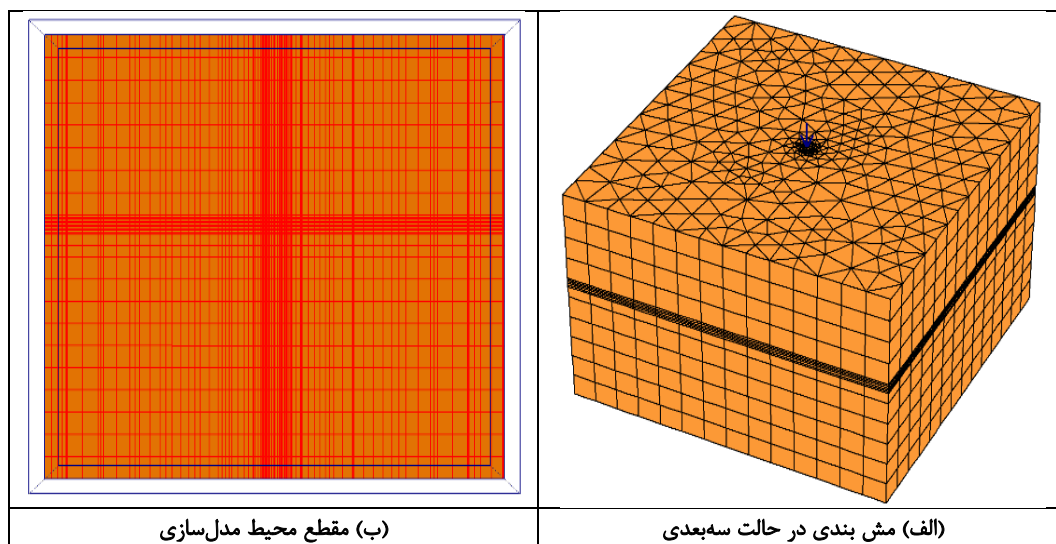 (الف) مش بندی در حالت سه‌بعدی
(ب) مقطع محیط مدل‌سازی